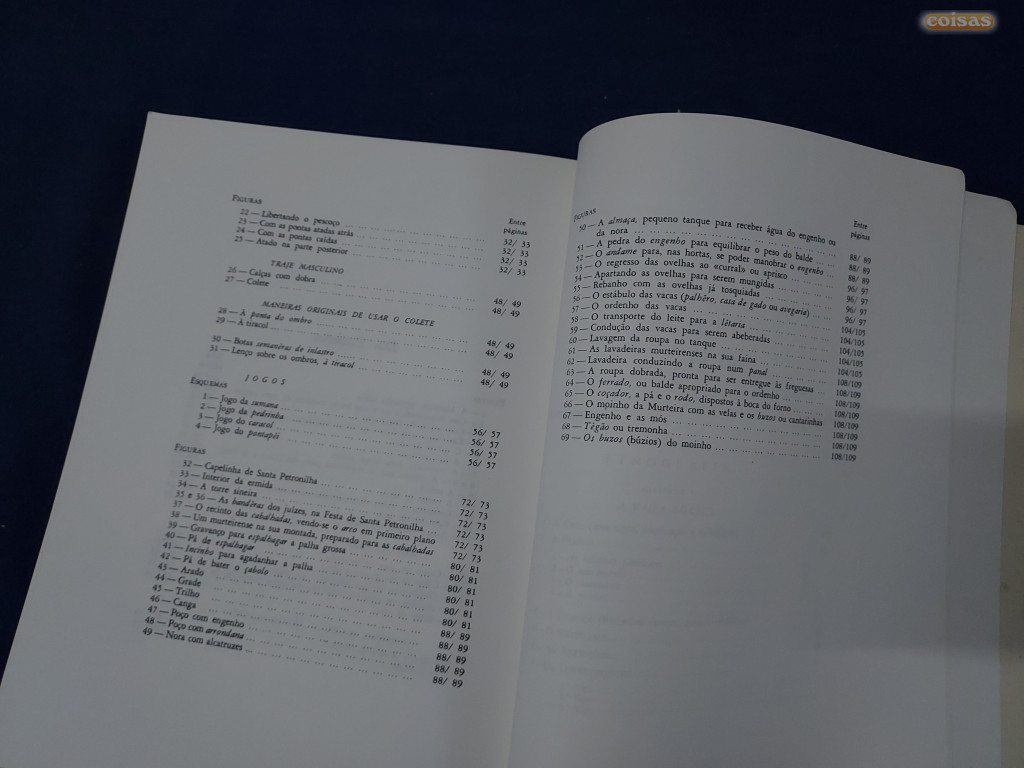 coisas
FIGURAS
Entre
páginas
22 — Libertando o pescoço ... 32/ 33
23 — Com as pontas atadas atrás ... 32/ 33
24 — Com as pontas caídas ... 32/ 33
25 — Atado na parte posterior ... 32/ 33
TRAJE MASCULINO
26 — Calças com dobra ... 48/ 49
27 — Colete ... 48/ 49
MANEIRAS ORIGINAIS DE USAR O COLETE
28 — À ponta do ombro ... 48/ 49
29 — À tiracol ... 48/ 49
30 — Botas semaneiras de inlastro ... 48/ 49
31 — Lenço sobre os ombros, à tiracol ... 48/ 49
JOGOS
ESQUEMAS
1 — Jogo da semana ... 56/ 57
2 — Jogo da pedrinha ... 56/ 57
3 — Jogo do caracol ... 56/ 57
4 — Jogo do pontapéi ... 56/ 57
FIGURAS
32 — Capelinha de Santa Petronilha ... 72/ 73
33 — Interior da ermida ... 72/ 73
34 — A torre sineira ... 72/ 73
35 e 36 — As bandêras dos juízes, na Festa de Santa Petronilha ... 72/ 73
37 — O recinto das cabalhadas, vendo-se o arco em primeiro plano 72/ 73
38 — Um murteirense na sua montada, preparado para as cabalhadas 72/ 73
39 — Gravanço para espalhagar a palha grossa ... 80/ 81
40 — Pá de espalhagar ... 80/ 81
41 — Incinho para agadanhar a palha ... 80/ 81
42 — Pá de bater o cabolo ... 80/ 81
43 — Arado ... 80/ 81
44 — Grade ... 80/ 81
45 — Trilho ... 80/ 81
46 — Canga ... 88/ 89
47 — Poço com engenho ... 88/ 89
48 — Poço com arrondana ... 88/ 89
49 — Nora com alcatruzes ... 88/ 89
FIGURAS
Entre
páginas
50 — A almaça, pequeno tanque para receber água do engenho ou
da nora ... 88/ 89
51 — A pedra do engenho para equilibrar o peso do balde ... 88/ 89
52 — O andame para, nas hortas, se poder manobrar o engenho 88/ 89
53 — O regresso das ovelhas ao «curral» ou aprisco ... 96/ 97
54 — Apartando as ovelhas para serem mungidas ... 96/ 97
55 — Rebanho com as ovelhas já tosquiadas ... 96/ 97
56 — O estábulo das vacas (palhêro, casa de gado ou avegaria) ... 96/ 97
57 — O ordenho das vacas ... 104/105
58 — O transporte do leite para a létaria ... 104/105
59 — Condução das vacas para serem abeberadas ... 104/105
60 — Lavagem da roupa no tanque ... 104/105
61 — As lavadeiras murteirenses na sua faina ... 108/109
62 — Lavadeira conduzindo a roupa num panal ... 108/109
63 — A roupa dobrada, pronta para ser entregue às freguesas ... 108/109
64 — O ferrado, ou balde apropriado para o ordenho ... 108/109
65 — O coçador, a pá e o rodo, dispostos à boca do forno ... 108/109
66 — O moinho da Murteira com as velas e os buzos ou cantarinhas 108/109
67 — Engenho e as mós ... 108/109
68 — Tègão ou tremonha ... 108/109
69 — Os buzos (búzios) do moinho ... 108/109